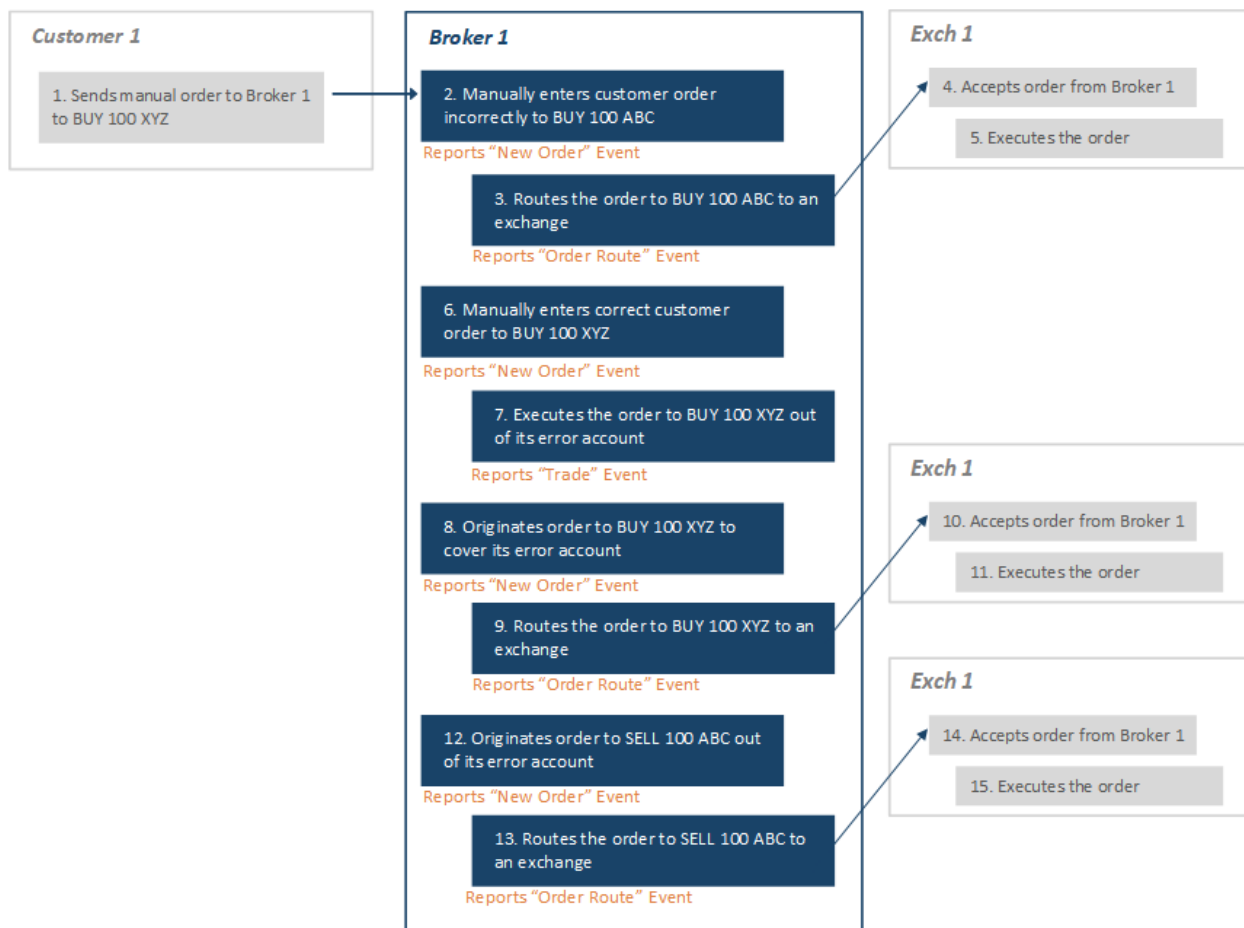 Customer 1
1. Sends manual order to Broker 1
to BUY 100 XYZ
Broker 1
2. Manually enters customer order
incorrectly to BUY 100 ABC
Reports “New Order” Event
3. Routes the order to BUY 100 ABC to an
exchange
Reports “Order Route” Event
Exch 1
4. Accepts order from Broker 1
5. Executes the order
6. Manually enters correct customer
order to BUY 100 XYZ
Reports “New Order” Event
7. Executes the order to BUY 100 XYZ out
of its error account
Reports “Trade” Event
8. Originates order to BUY 100 XYZ to
cover its error account
Reports “New Order” Event
9. Routes the order to BUY 100 XYZ to an
exchange
Reports “Order Route” Event
Exch 1
10. Accepts order from Broker 1
11. Executes the order
12. Originates order to SELL 100 ABC out
of its error account
Reports “New Order” Event
13. Routes the order to SELL 100 ABC to
an exchange
Reports “Order Route” Event
Exch 1
14. Accepts order from Broker 1
15. Executes the order